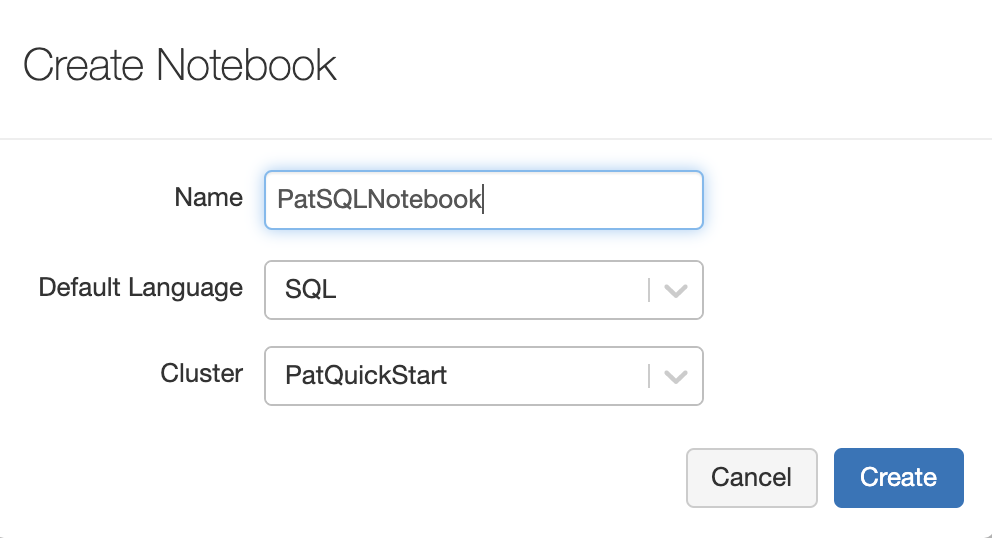 Create Notebook
Name PatSQLNotebook
Default Language SQL
Cluster PatQuickStart
Cancel Create